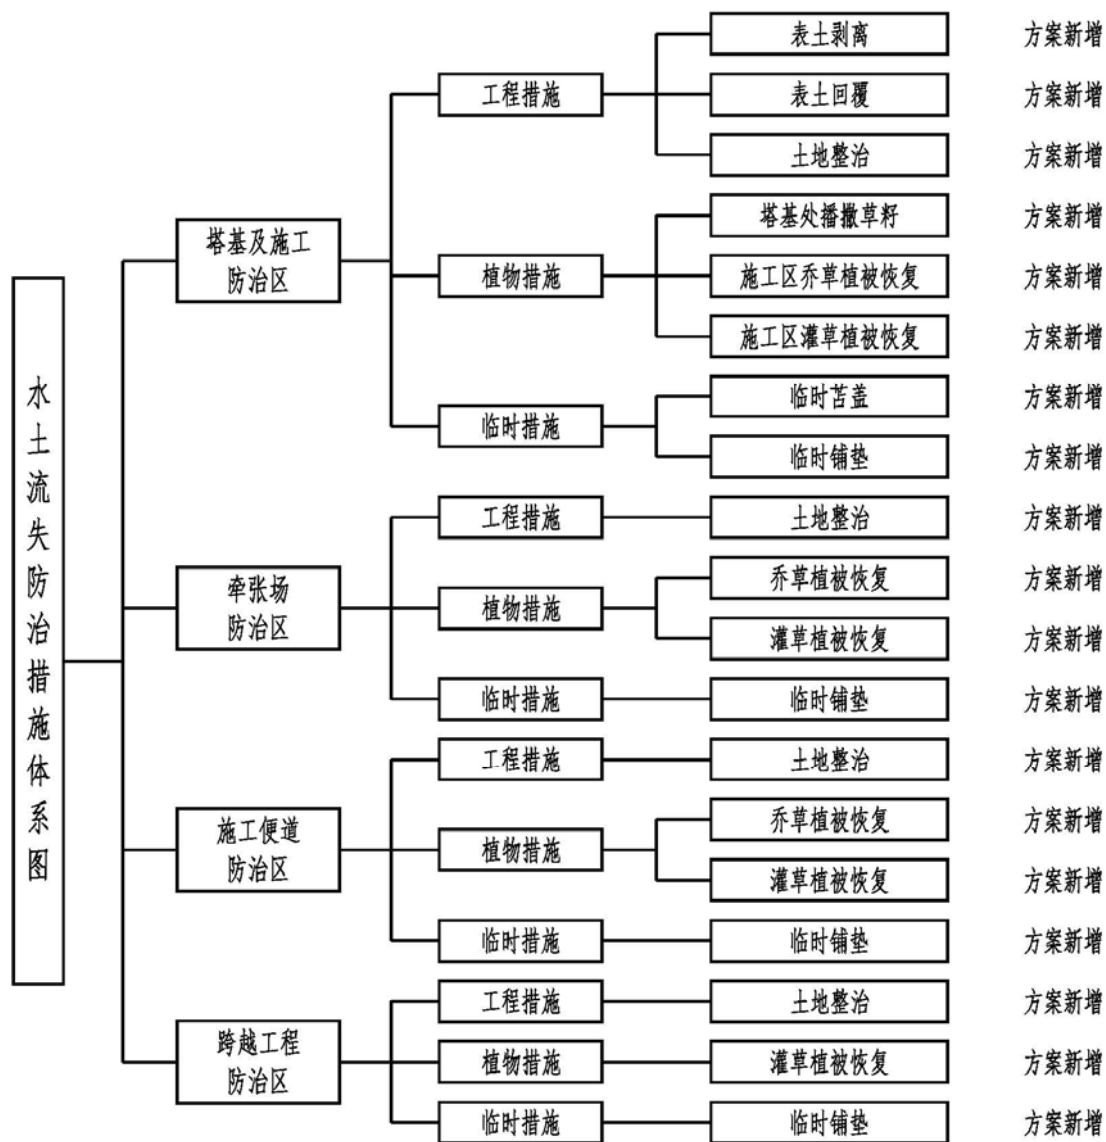 水土流失防治措施体系图
塔基及施工
防治区
工程措施
表土剥离 方案新增
表土回覆 方案新增
土地整治 方案新增
植物措施
塔基处播撒草籽 方案新增
施工区乔草植被恢复 方案新增
施工区灌草植被恢复 方案新增
临时措施
临时苫盖 方案新增
临时铺垫 方案新增
牵张场
防治区
工程措施
土地整治 方案新增
植物措施
乔草植被恢复 方案新增
灌草植被恢复 方案新增
临时措施
临时铺垫 方案新增
施工便道
防治区
工程措施
土地整治 方案新增
植物措施
乔草植被恢复 方案新增
灌草植被恢复 方案新增
临时措施
临时铺垫 方案新增
跨越工程
防治区
工程措施
土地整治 方案新增
植物措施
灌草植被恢复 方案新增
临时措施
临时铺垫 方案新增